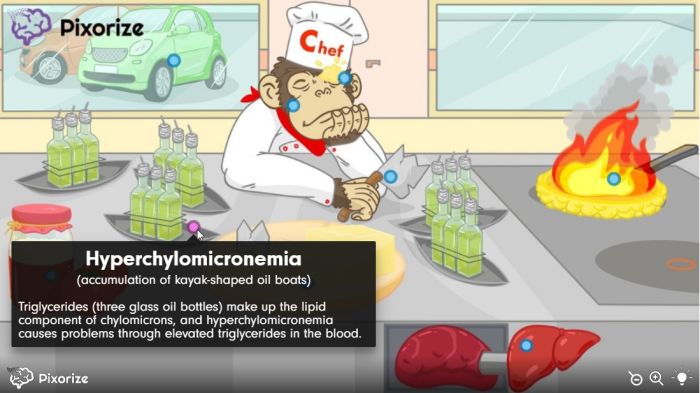 Pixorize
Chef
Hyperchylomicronemia
(accumulation of kayak-shaped oil boats)
Triglycerides (three glass oil bottles) make up the lipid
component of chylomicrons, and hyperchylomicronemia
causes problems through elevated triglycerides in the blood.
Pixorize